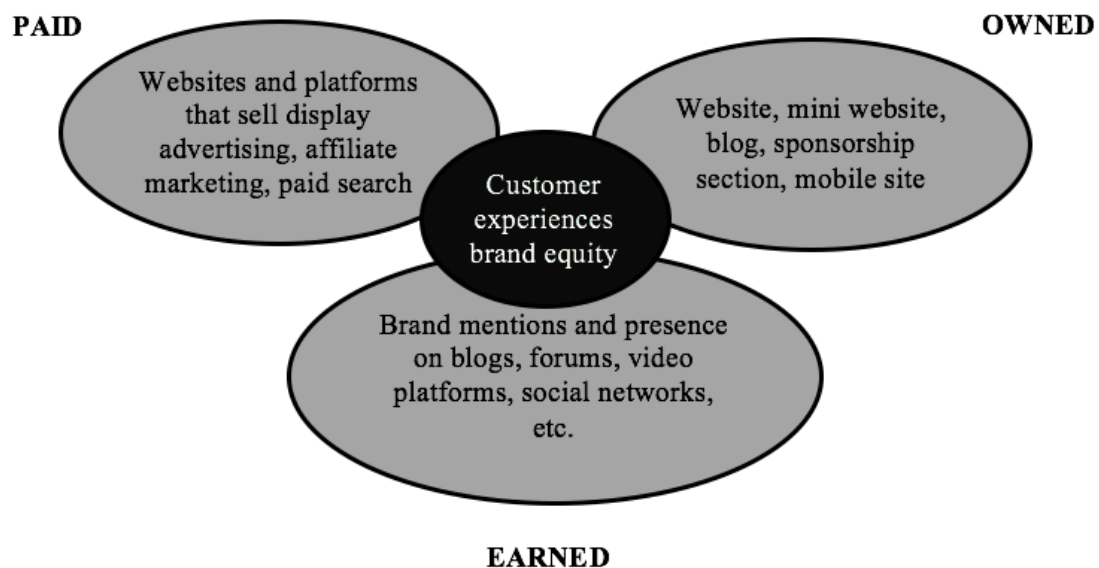 PAID
Websites and platforms
that sell display
advertising, affiliate
marketing, paid search
OWNED
Website, mini website,
blog, sponsorship
section, mobile site
Customer
experiences
brand equity
Brand mentions and presence
on blogs, forums, video
platforms, social networks,
etc.
EARNED